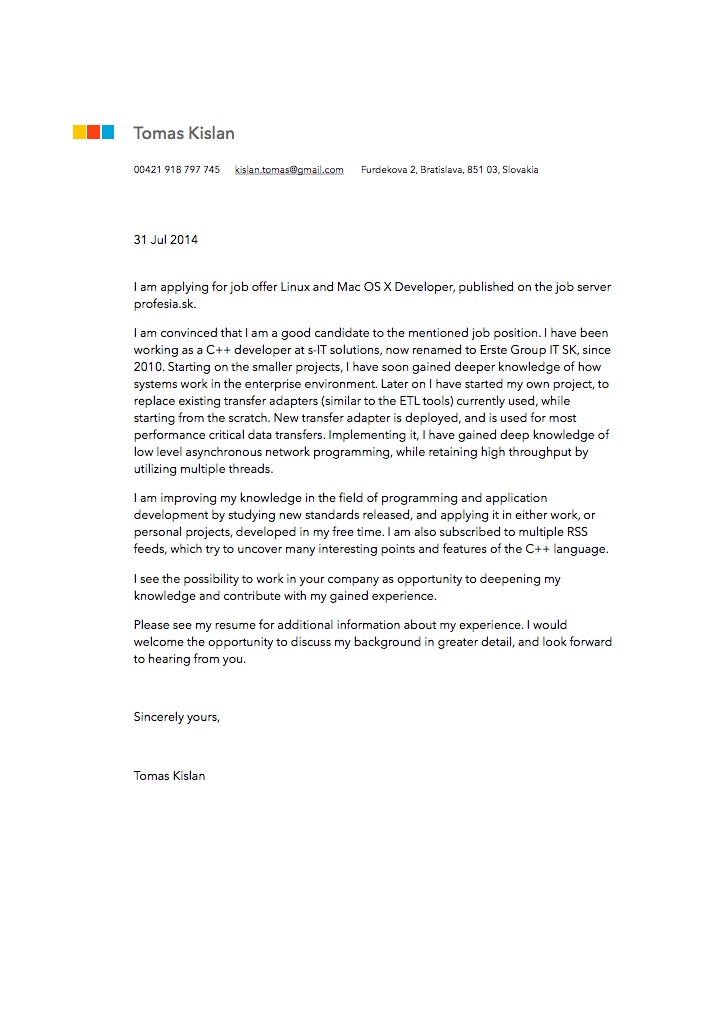 Tomas Kislan
00421 918 797 745 kislan.tomas@gmail.com Furdekova 2, Bratislava, 851 03, Slovakia
31 Jul 2014
I am applying for job offer Linux and Mac OS X Developer, published on the job server
profesia.sk.
I am convinced that I am a good candidate to the mentioned job position. I have been
working as a C++ developer at s-IT solutions, now renamed to Erste Group IT SK, since
2010. Starting on the smaller projects, I have soon gained deeper knowledge of how
systems work in the enterprise environment. Later on I have started my own project, to
replace existing transfer adapters (similar to the ETL tools) currently used, while
starting from the scratch. New transfer adapter is deployed, and is used for most
performance critical data transfers. Implementing it, I have gained deep knowledge of
low level asynchronous network programming, while retaining high throughput by
utilizing multiple threads.
I am improving my knowledge in the field of programming and application
development by studying new standards released, and applying it in either work, or
personal projects, developed in my free time. I am also subscribed to multiple RSS
feeds, which try to uncover many interesting points and features of the C++ language.
I see the possibility to work in your company as opportunity to deepening my
knowledge and contribute with my gained experience.
Please see my resume for additional information about my experience. I would
welcome the opportunity to discuss my background in greater detail, and look forward
to hearing from you.
Sincerely yours,
Tomas Kislan